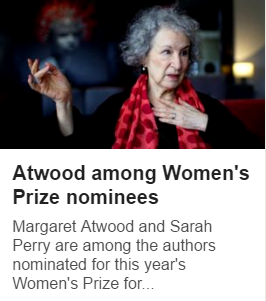 Atwood among Women's
Prize nominees
Margaret Atwood and Sarah
Perry are among the authors
nominated for this year's
Women's Prize for...